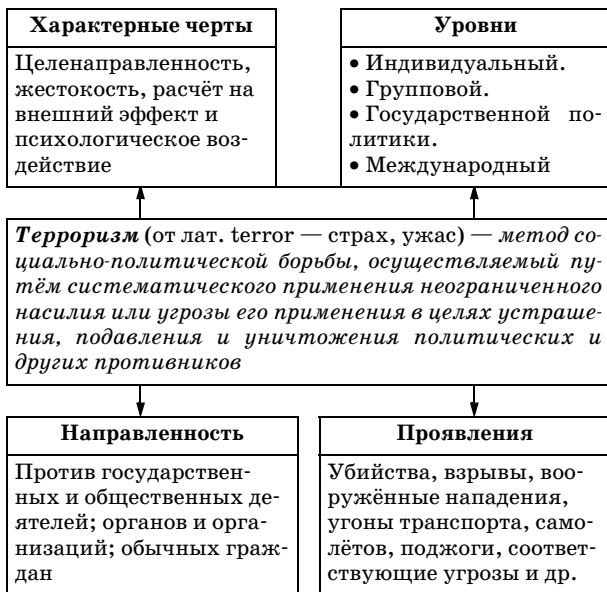 Характерные черты
Целенаправленность,
жестокость, расчёт на
внешний эффект и
психологическое воз-
действие
Уровни
• Индивидуальный.
• Групповой.
• Государственной по-
литики.
• Международный
Терроризм (от лат. terror — страх, ужас) — метод со-
циально-политической борьбы, осуществляемый пу-
тём систематического применения неограниченного
насилия или угрозы его применения в целях устраше-
ния, подавления и уничтожения политических и
других противников
Направленность
Против государствен-
ных и общественных де-
ятелей; органов и орга-
низаций; обычных граж-
дан
Проявления
Убийства, взрывы, воо-
ружённые нападения,
угоны транспорта, само-
лётов, поджоги, соответ-
ствующие угрозы и др.